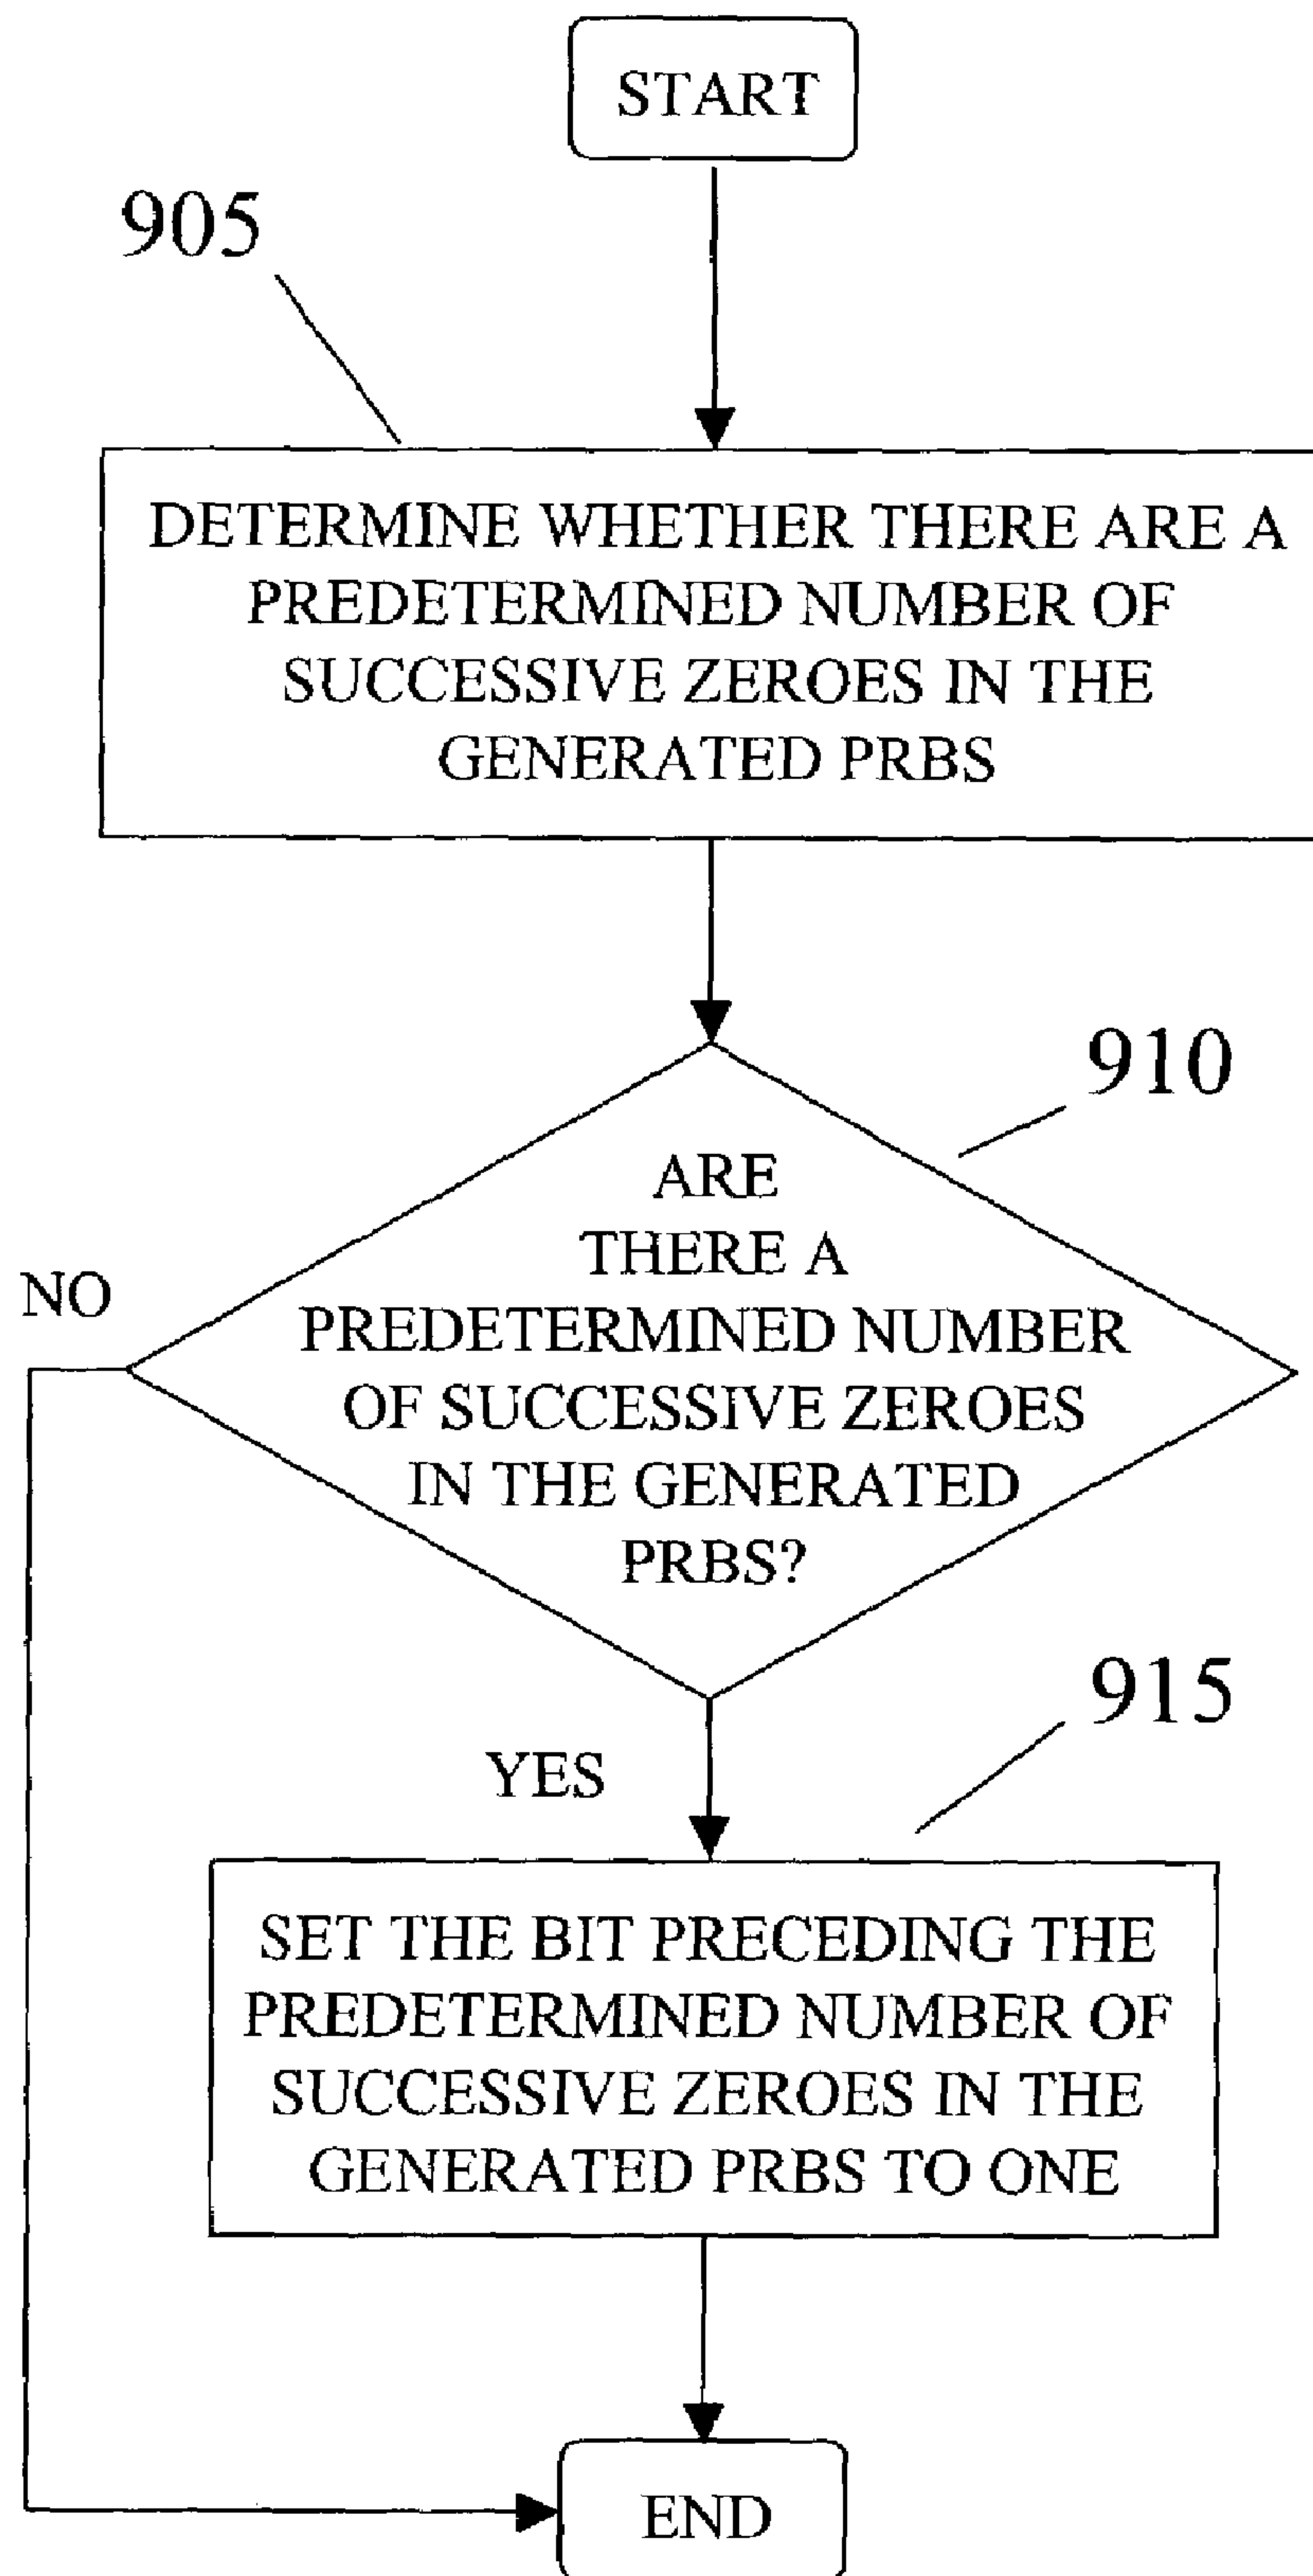 START
905
DETERMINE WHETHER THERE ARE A
PREDETERMINED NUMBER OF
SUCCESSIVE ZEROES IN THE
GENERATED PRBS
910
ARE
THERE A
PREDETERMINED NUMBER
OF SUCCESSIVE ZEROES
IN THE GENERATED
PRBS?
NO
915
YES
SET THE BIT PRECEDING THE
PREDETERMINED NUMBER OF
SUCCESSIVE ZEROES IN THE
GENERATED PRBS TO ONE
END